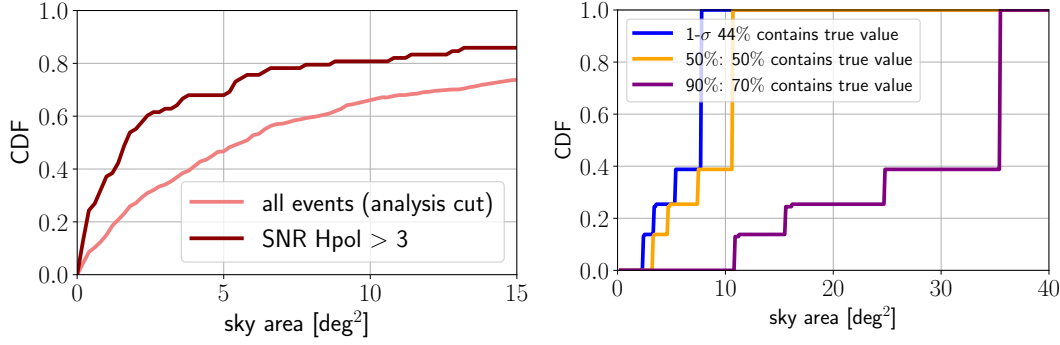 1.0
0.8
0.6
0.4
0.2
0.0
CDF
0
5
10
15
sky area [deg²]
all events (analysis cut)
SNR Hpol > 3
1.0
0.8
0.6
0.4
0.2
0.0
CDF
0
10
20
30
40
sky area [deg²]
1-σ 44% contains true value
50%: 50% contains true value
90%: 70% contains true value